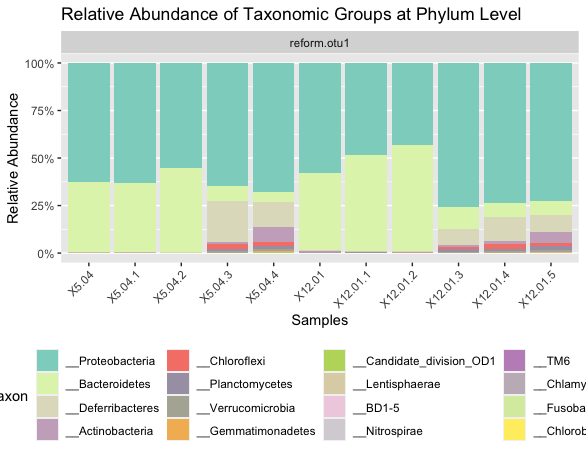 Relative Abundance of Taxonomic Groups at Phylum Level
reform.otu1
100%
75%
50%
25%
0%
Relative Abundance
X5.04
X5.04.1
X5.04.2
X5.04.3
X5.04.4
X12.01
X12.01.1
X12.01.2
X12.01.3
X12.01.4
X12.01.5
Samples
axon
__Proteobacteria
__Bacteroidetes
__Deferribacteres
__Actinobacteria
__Chloroflexi
__Planctomycetes
__Verrucomicrobia
__Gemmatimonadetes
__Candidate_division_OD1
__Lentisphaerae
__BD1-5
__Nitrospirae
__TM6
__Chlamy
__Fusoba
__Chlorob